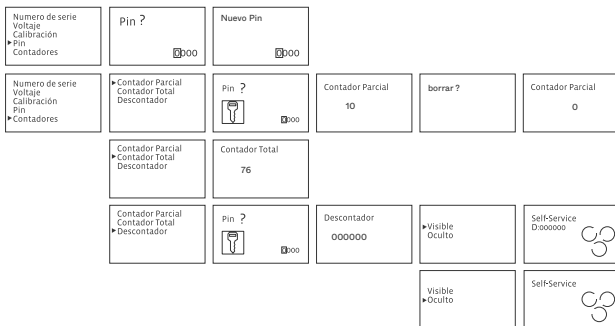 Numero de serie
Voltaje
Calibración
▶Pin
Contadores
Pin ?
0000
Nuevo Pin
0000
Numero de serie
Voltaje
Calibración
Pin
▶Contadores
▶Contador Parcial
Contador Total
Descontador
Pin ?
0000
Contador Parcial
10
borrar ?
Contador Parcial
0
Contador Parcial
▶Contador Total
Descontador
Contador Total
76
Contador Parcial
Contador Total
▶Descontador
Pin ?
0000
Descontador
000000
▶Visible
Oculto
Self-Service
D:000000
Visible
▶Oculto
Self-Service